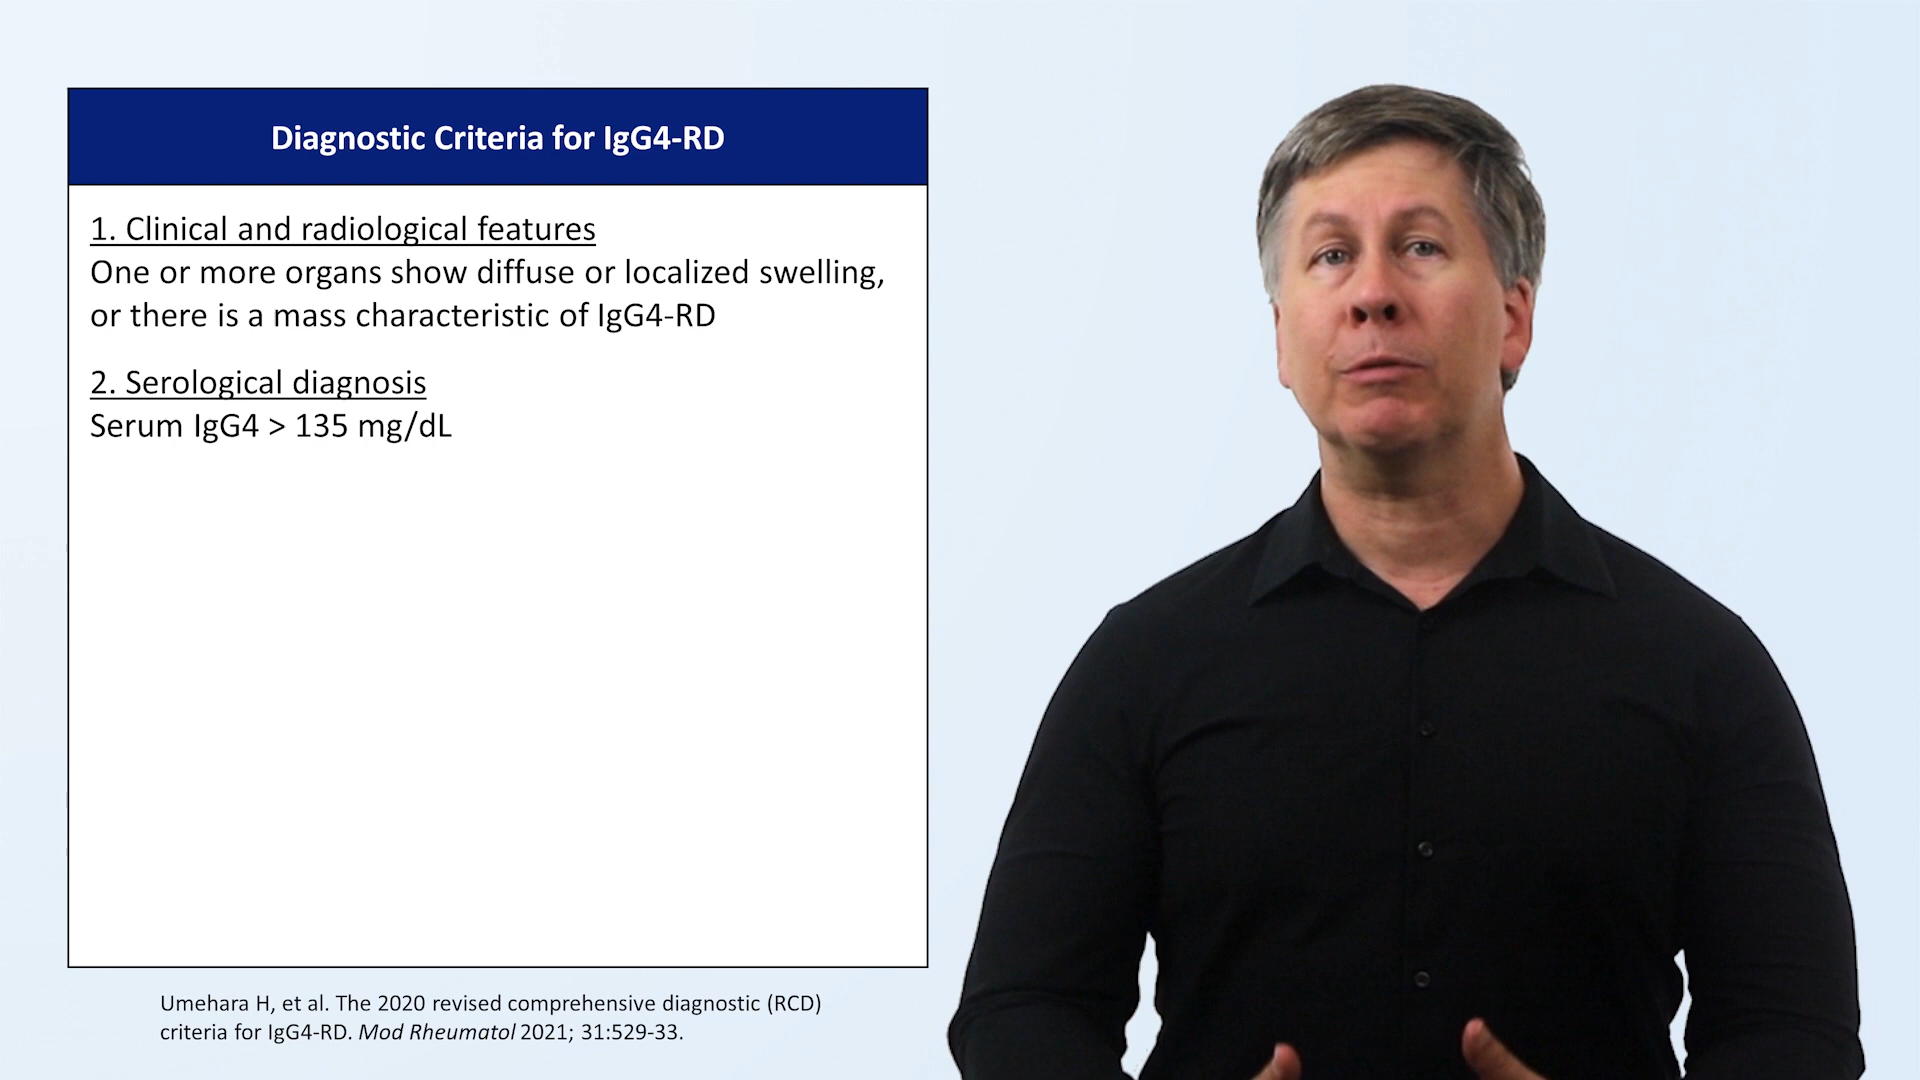 Diagnostic Criteria for IgG4-RD
1. Clinical and radiological features
One or more organs show diffuse or localized swelling,
or there is a mass characteristic of IgG4-RD
2. Serological diagnosis
Serum IgG4 > 135 mg/dL
Umehara H, et al. The 2020 revised comprehensive diagnostic (RCD)
criteria for IgG4-RD. Mod Rheumatol 2021; 31:529-33.